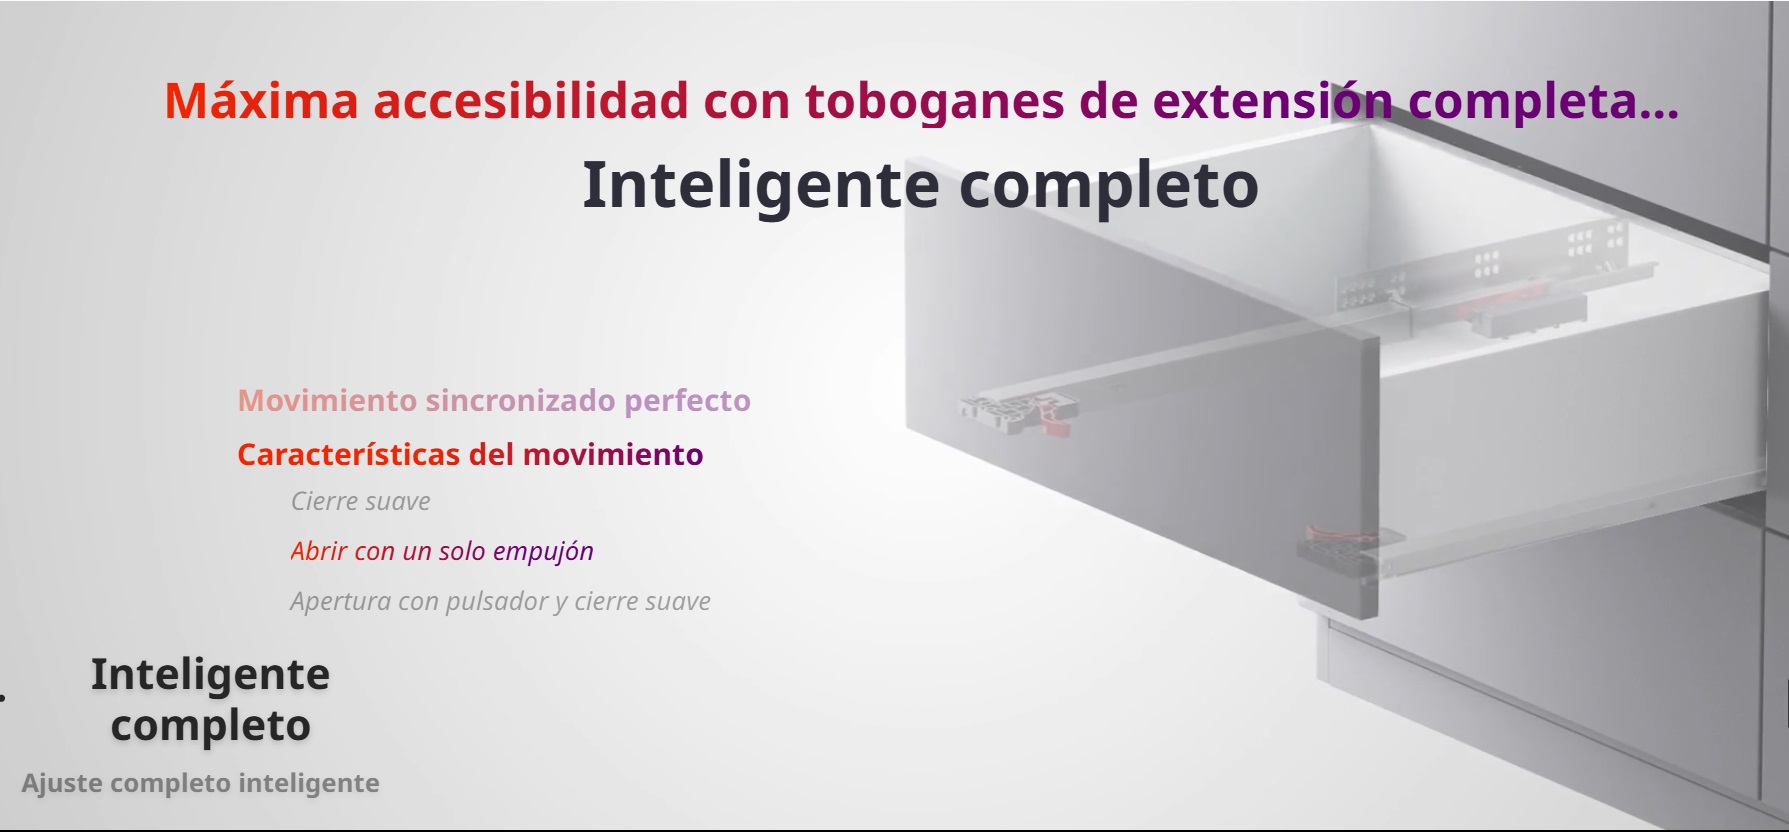 Máxima accesibilidad con toboganes de extensión completa...
Inteligente completo
Movimiento sincronizado perfecto
Características del movimiento
Cierre suave
Abrir con un solo empujón
Apertura con pulsador y cierre suave
Inteligente
completo
Ajuste completo inteligente